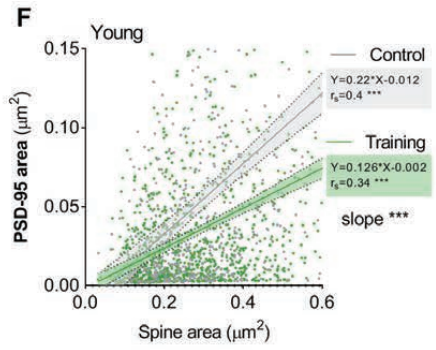 F
Young
Control
Y=0.22*X-0.012
rs=0.4 ***
Training
Y=0.126*X-0.002
rs=0.34 ***
slope ***
PSD-95 area (μm²)
0.15
0.10
0.05
0.00
0.0 0.2 0.4 0.6
Spine area (μm²)